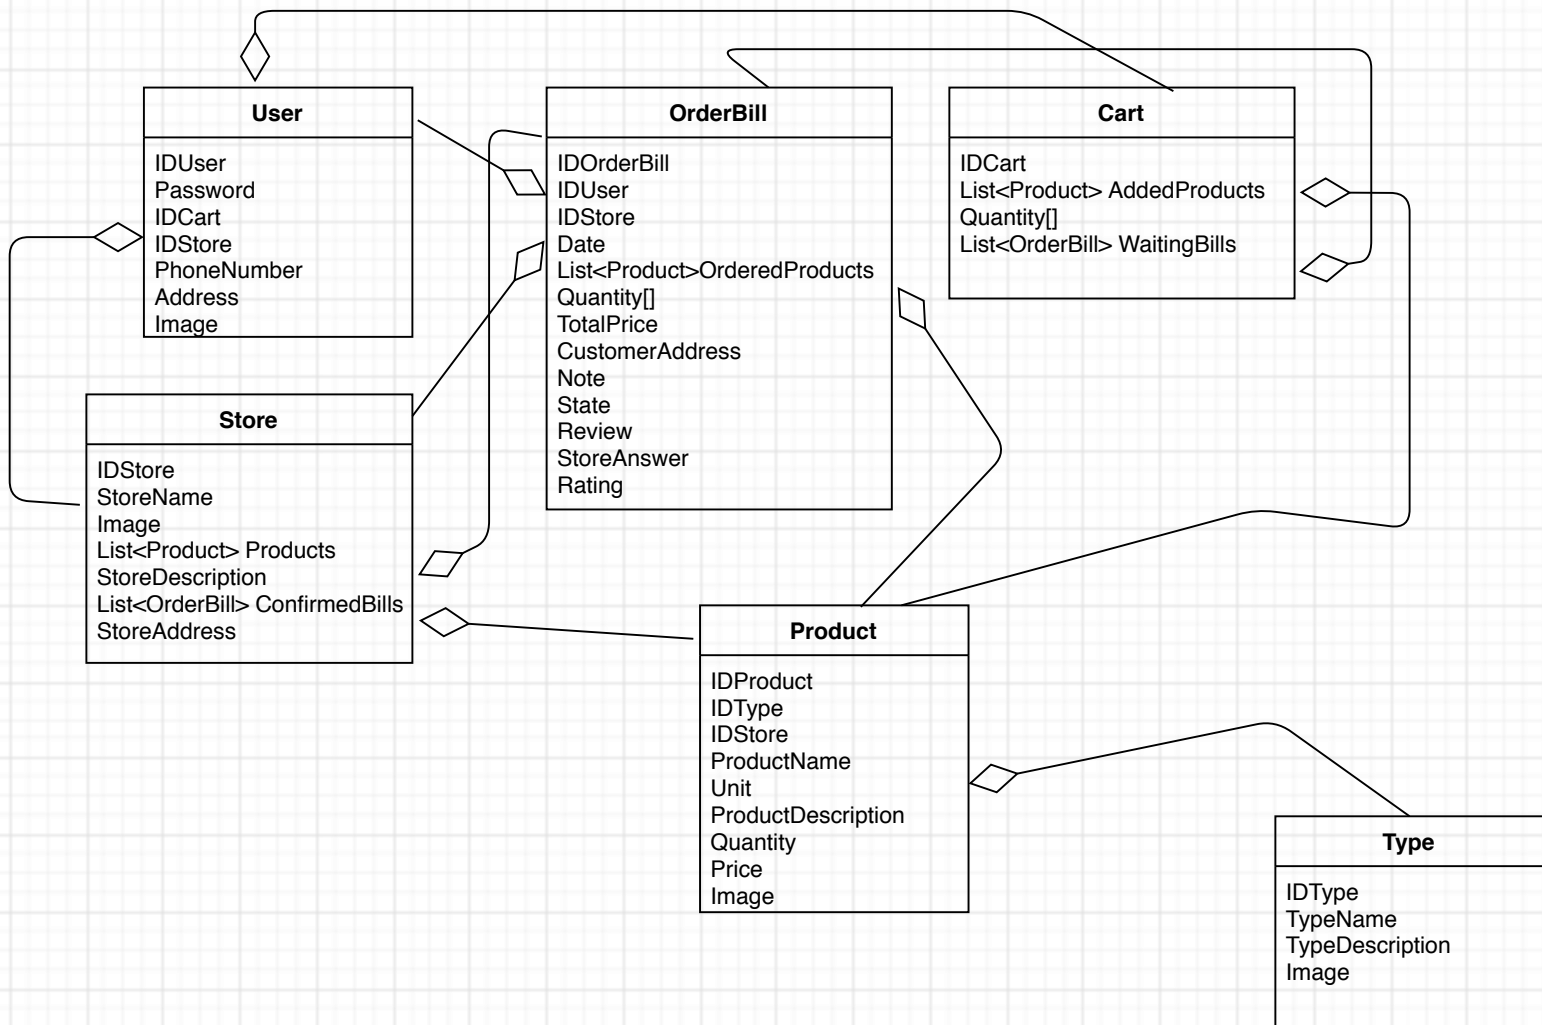 User
IDUser
Password
IDCart
IDStore
PhoneNumber
Address
Image
OrderBill
IDOrderBill
IDUser
IDStore
Date
List<Product>OrderedProducts
Quantity[]
TotalPrice
CustomerAddress
Note
State
Review
StoreAnswer
Rating
Cart
IDCart
List<Product> AddedProducts
Quantity[]
List<OrderBill> WaitingBills
Store
IDStore
StoreName
Image
List<Product> Products
StoreDescription
List<OrderBill> ConfirmedBills
StoreAddress
Product
IDProduct
IDType
IDStore
ProductName
Unit
ProductDescription
Quantity
Price
Image
Type
IDType
TypeName
TypeDescription
Image